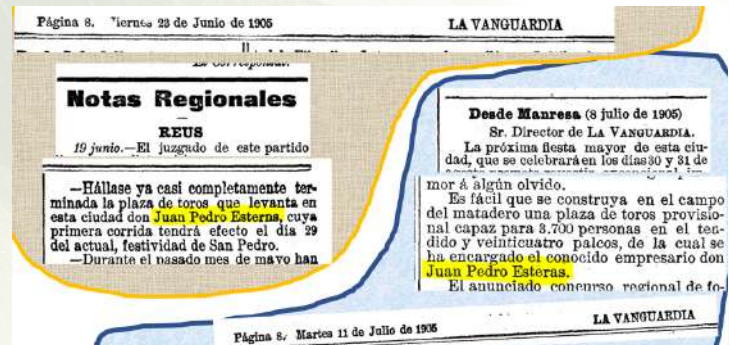 Página 8. Viernes 23 de Junio de 1905 LA VANGUARDIA
Notas Regionales
REUS
19 junio.—El juzgado de este partido
—Hállase ya casi completamente ter-
minada la plaza de toros que levanta en
esta ciudad don Juan Pedro Esterns, cuya
primera corrida tendrá efecto el día 29
del actual, festividad de San Pedro.
—Durante el pasado mes de mayo han
Desde Manresa (8 julio de 1905)
Sr. Director de LA VANGUARDIA.
La próxima fiesta mayor de esta ciu-
dad, que se celebrará en los días 30 y 31 de
mor á algún olvido.
Es fácil que se construya en el campo
del matadero una plaza de toros provisio-
nal capaz para 3.700 personas en el ten-
dido y veinticuatro palcos, de la cual se
ha encargado el conocido empresario don
Juan Pedro Esteras.
El anunciado concurso regional de fo-
Página 8. Martes 11 de Julio de 1905 LA VANGUARDIA